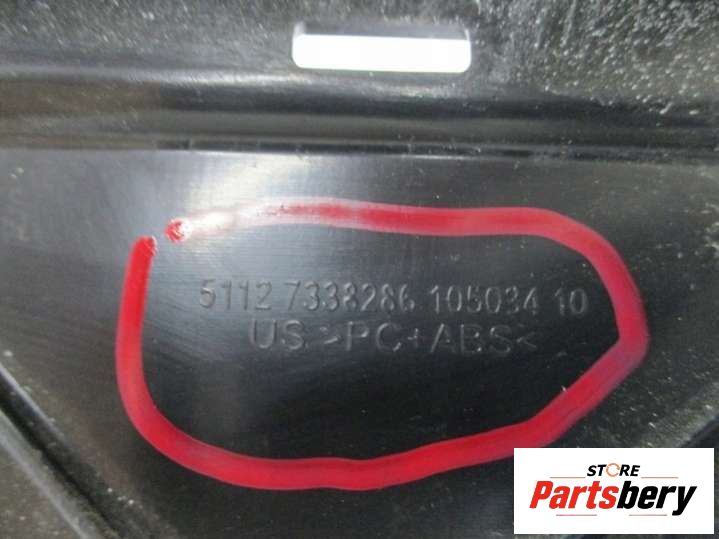 5112 7338286 105034 10
US >PC+ABS<
STORE
Partsbery